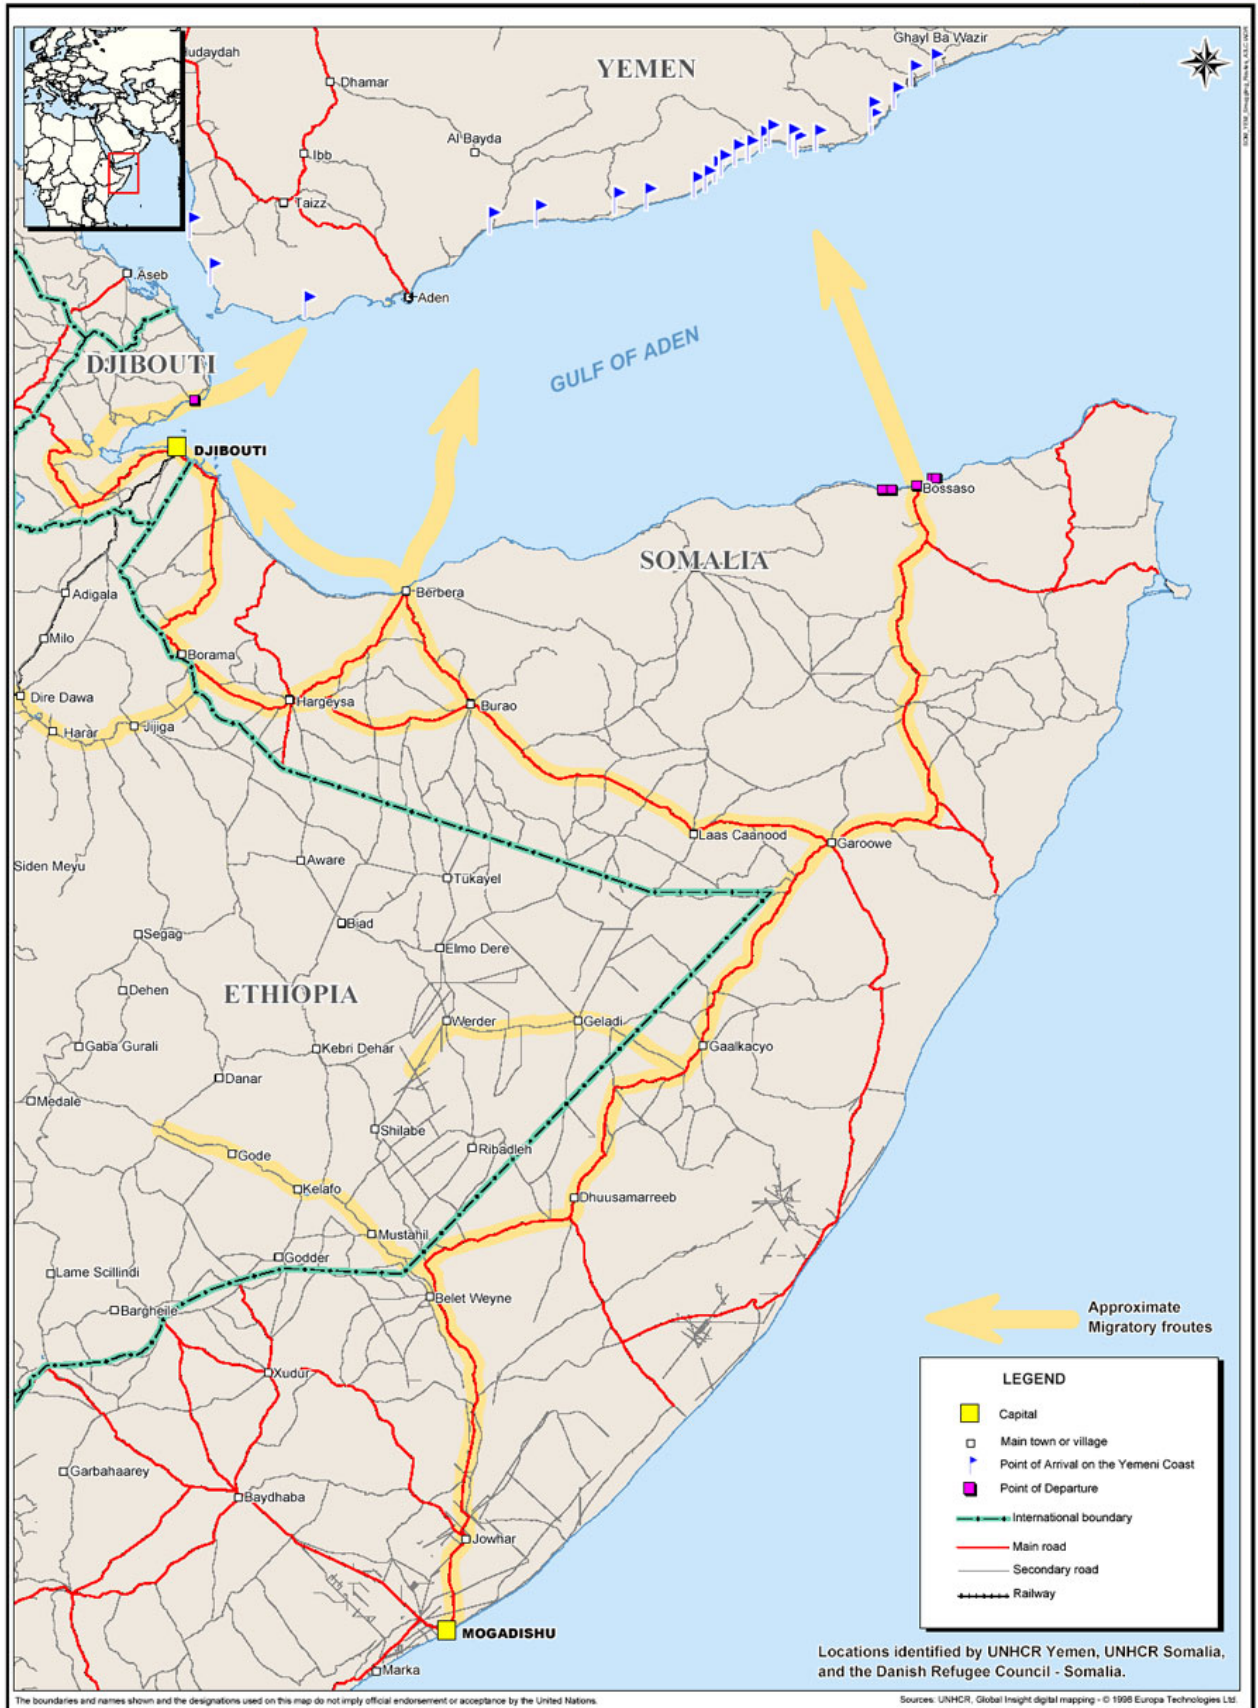 Ghayl Ba Wazir
YEMEN
Dhamar
Al Bayda
Ibb
Taizz
Aseb
Aden
GULF OF ADEN
DJIBOUTI
DJIBOUTI
Bossaso
SOMALIA
Adigala
Berbera
Milo
Borama
Dire Dawa
Hargeysa
Burao
Harar
Jijiga
Laas Caanood
Garoowe
Siden Meyu
Aware
Tukayel
Biad
Segag
Elmo Dere
Dehen
ETHIOPIA
Werder
Geladi
Gaba Gurali
Kebri Dehar
Gaalkacyo
Danar
Medale
Shilabe
Gode
Ribadleh
Kelafo
Dhuusamarreeb
Mustahil
Godder
Lame Scillindi
Belet Weyne
Bargheile
Xudur
Garbahaarey
Baydhaba
Jowhar
MOGADISHU
Marka
Approximate
Migratory froutes
LEGEND
Capital
Main town or village
Point of Arrival on the Yemeni Coast
Point of Departure
International boundary
Main road
Secondary road
Railway
Locations identified by UNHCR Yemen, UNHCR Somalia,
and the Danish Refugee Council - Somalia.
The boundaries and names shown and the designations used on this map do not imply official endorsement or acceptance by the United Nations.
Sources: UNHCR, Global Insight digital mapping - © 1998 Europa Technologies Ltd.